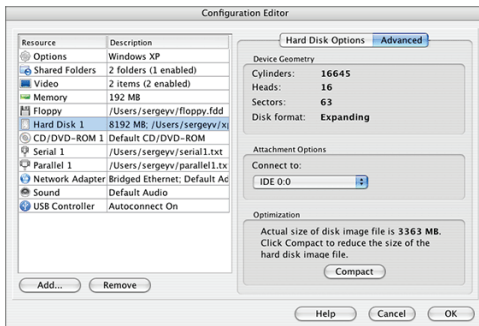 Configuration Editor
Resource Description
Options Windows XP
Shared Folders 2 folders (1 enabled)
Video 2 items (2 enabled)
Memory 192 MB
Floppy /Users/sergeyv/floppy.fdd
Hard Disk 1 8192 MB; /Users/sergeyv/xp
CD/DVD-ROM 1 Default CD/DVD-ROM
Serial 1 /Users/sergeyv/serial1.txt
Parallel 1 /Users/sergeyv/parallel1.tx
Network Adapter Bridged Ethernet; Default Ad
Sound Default Audio
USB Controller Autoconnect On
Add... Remove
Hard Disk Options Advanced
Device Geometry
Cylinders: 16645
Heads: 16
Sectors: 63
Disk format: Expanding
Attachment Options
Connect to:
IDE 0:0
Optimization
Actual size of disk image file is 3363 MB.
Click Compact to reduce the size of the
hard disk image file.
Compact
Help Cancel OK